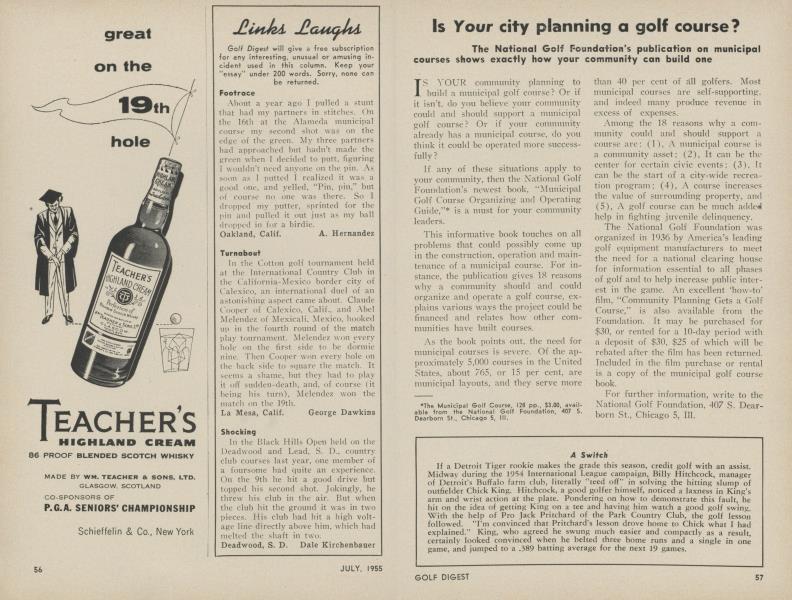 great
on the
19th
hole
TEACHER'S
HIGHLAND CREAM
TEACHER'S
HIGHLAND CREAM
86 PROOF BLENDED SCOTCH WHISKY
MADE BY WM. TEACHER & SONS, LTD.
GLASGOW, SCOTLAND
CO-SPONSORS OF
P.G.A. SENIORS' CHAMPIONSHIP
Schieffelin & Co., New York
56
Links Laughs
Golf Digest will give a free subscription
for any interesting, unusual or amusing in-
cident used in this column. Keep your
"essay" under 200 words. Sorry, none can
be returned.
Footrace
About a year ago I pulled a stunt
that had my partners in stitches. On
the 16th at the Alameda municipal
course my second shot was on the
edge of the green. My three partners
had approached but hadn't made the
green when I decided to putt, figuring
I wouldn't need anyone on the pin. As
soon as I putted I realized it was a
good one, and yelled, "Pin, pin," but
of course no one was there. So I
dropped my putter, sprinted for the
pin and pulled it out just as my ball
dropped in for a birdie.
Oakland, Calif. A. Hernandez
Turnabout
In the Cotton golf tournament held
at the International Country Club in
the California-Mexico border city of
Calexico, an international duel of an
astonishing aspect came about. Claude
Cooper of Calexico, Calif., and Abel
Melendez of Mexicali, Mexico, hooked
up in the fourth round of the match
play tournament. Melendez won every
hole on the first side to be dormie
nine. Then Cooper won every hole on
the back side to square the match. It
seems a shame, but they had to play
it off sudden-death, and, of course (it
being his turn), Melendez won the
match on the 19th.
La Mesa, Calif. George Dawkins
Shocking
In the Black Hills Open held on the
Deadwood and Lead, S. D., country
club courses last year, one member of
a foursome had quite an experience.
On the 9th he hit a good drive but
topped his second shot. Jokingly, he
threw his club in the air. But when
the club hit the ground it was in two
pieces. His club had hit a high volt-
age line directly above him, which had
melted the shaft in two.
Deadwood, S. D. Dale Kirchenbauer
JULY, 1955
Is Your city planning a golf course?
The National Golf Foundation's publication on municipal
courses shows exactly how your community can build one
IS YOUR community planning to
build a municipal golf course? Or if
it isn't, do you believe your community
could and should support a municipal
golf course? Or if your community
already has a municipal course, do you
think it could be operated more success-
fully?
If any of these situations apply to
your community, then the National Golf
Foundation's newest book, "Municipal
Golf Course Organizing and Operating
Guide,"* is a must for your community
leaders.
This informative book touches on all
problems that could possibly come up
in the construction, operation and main-
tenance of a municipal course. For in-
stance, the publication gives 18 reasons
why a community should and could
organize and operate a golf course, ex-
plains various ways the project could be
financed and relates how other com-
munities have built courses.
As the book points out, the need for
municipal courses is severe. Of the ap-
proximately 5,000 courses in the United
States, about 765, or 15 per cent, are
municipal layouts, and they serve more
*The Municipal Golf Course, 128 pp., $3.00, avail-
able from the National Golf Foundation, 407 S.
Dearborn St., Chicago 5, Ill.
than 40 per cent of all golfers. Most
municipal courses are self-supporting,
and indeed many produce revenue in
excess of expenses.
Among the 18 reasons why a com-
munity could and should support a
course are: (1), A municipal course is
a community asset; (2), It can be the
center for certain civic events; (3), It
can be the start of a city-wide recrea-
tion program; (4), A course increases
the value of surrounding property, and
(5), A golf course can be much added
help in fighting juvenile delinquency.
The National Golf Foundation was
organized in 1936 by America's leading
golf equipment manufacturers to meet
the need for a national clearing house
for information essential to all phases
of golf and to help increase public inter-
est in the game. An excellent 'how-to'
film, "Community Planning Gets a Golf
Course," is also available from the
Foundation. It may be purchased for
$30, or rented for a 10-day period with
a deposit of $30, $25 of which will be
rebated after the film has been returned.
Included in the film purchase or rental
is a copy of the municipal golf course
book.
For further information, write to the
National Golf Foundation, 407 S. Dear-
born St., Chicago 5, Ill.
A Switch
If a Detroit Tiger rookie makes the grade this season, credit golf with an assist.
Midway during the 1954 International League campaign, Billy Hitchcock, manager
of Detroit's Buffalo farm club, literally "teed off" in solving the hitting slump of
outfielder Chick King. Hitchcock, a good golfer himself, noticed a laxness in King's
arm and wrist action at the plate. Pondering on how to demonstrate this fault, he
hit on the idea of getting King on a tee and having him watch a good golf swing.
With the help of Pro Jack Pritchard of the Park Country Club, the golf lesson
followed. "I'm convinced that Pritchard's lesson drove home to Chick what I had
explained." King, who agreed he swung much easier and compactly as a result,
certainly looked convinced when he belted three home runs and a single in one
game, and jumped to a .389 batting average for the next 19 games.
GOLF DIGEST
57